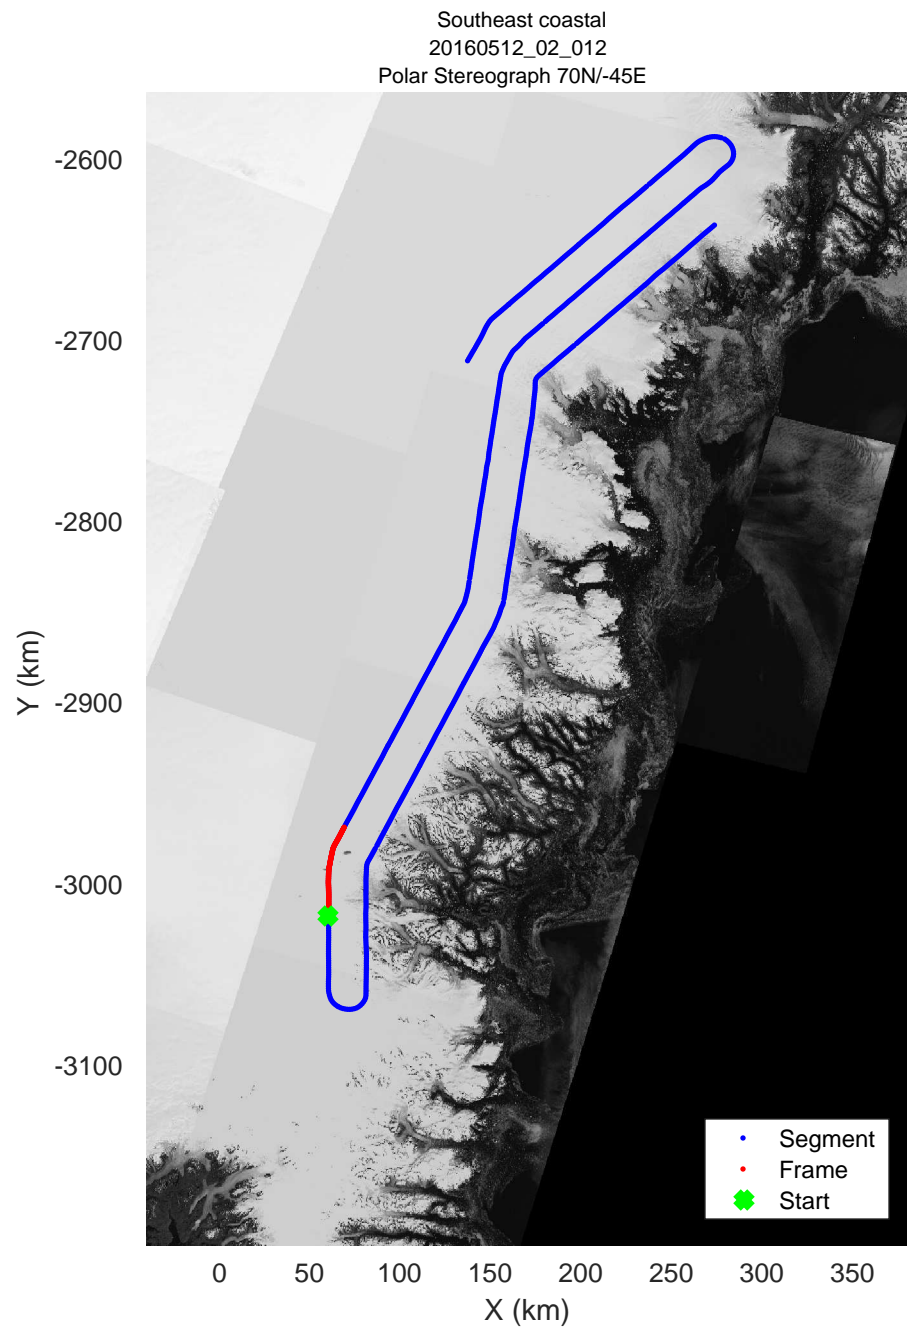 Southeast coastal
20160512_02_012
Polar Stereograph 70N/-45E
-2600
-2700
-2800
-2900
-3000
-3100
Y (km)
0 50 100 150 200 250 300 350
X (km)
Segment
Frame
Start